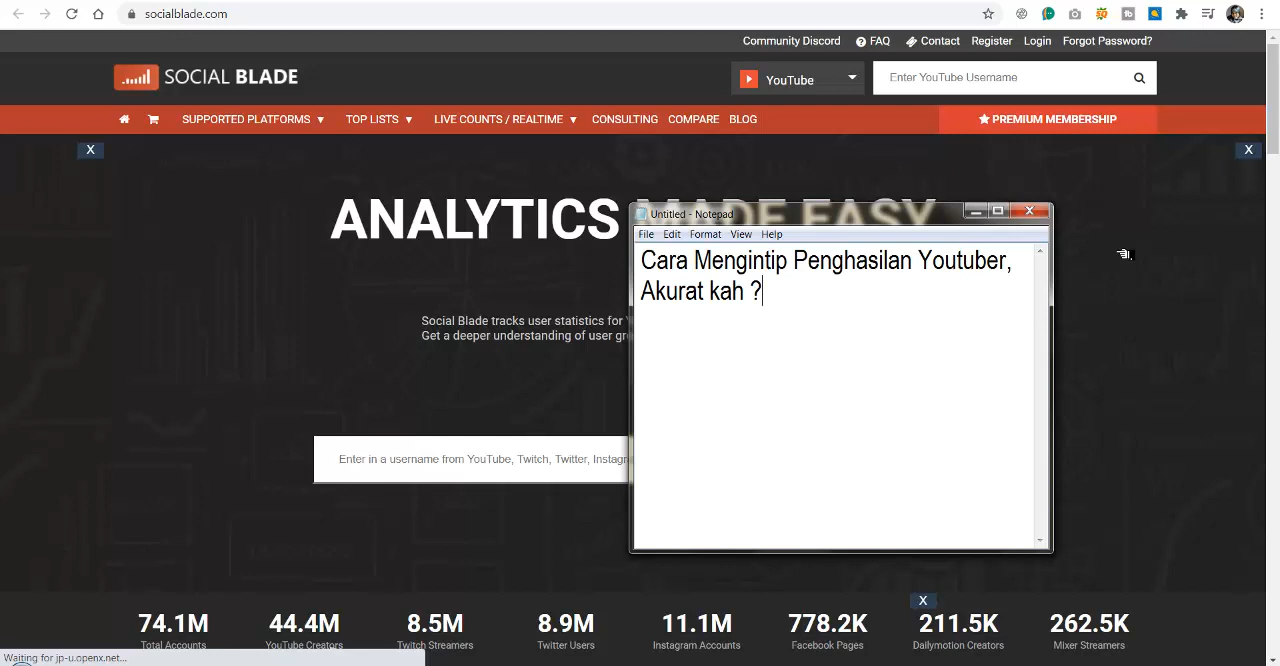 socialblade.com
Community Discord
FAQ
Contact
Register
Login
Forgot Password?
SOCIAL BLADE
YouTube
Enter YouTube Username
SUPPORTED PLATFORMS
TOP LISTS
LIVE COUNTS / REALTIME
CONSULTING
COMPARE
BLOG
PREMIUM MEMBERSHIP
X
X
ANALYTICS MADE EASY
Untitled - Notepad
File
Edit
Format
View
Help
Cara Mengintip Penghasilan Youtuber,
Akurat kah ?
Social Blade tracks user statistics for
Get a deeper understanding of user
Enter in a username from YouTube, Twitch, Twitter,
X
74.1M
44.4M
8.5M
8.9M
11.1M
778.2K
211.5K
262.5K
Total Accounts
YouTube Creators
Twitch Streamers
Twitter Users
Instagram Accounts
Facebook Pages
Dailymotion Creators
Mixer Streamers
Waiting for jp-u.openx.net...